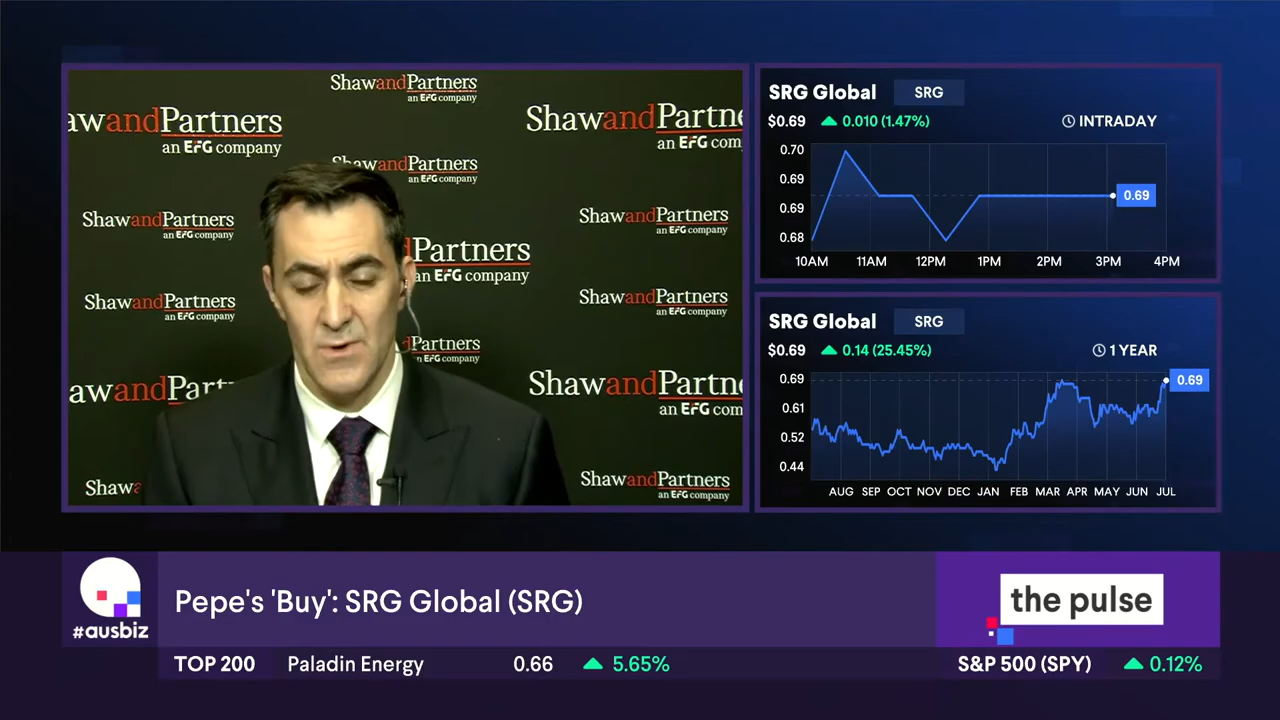 ShawandPartners
an EFG company
awandPartners
an EFG company
ShawandPartne
an EFG com
ShawandPartners
an EFG company
ShawandPartners
an EFG company
ShawandPartners
an EFG company
dPartners
an EFG company
ShawandPartners
an EFG company
ShawandPartners
an EFG company
Partners
an EFG company
hawandPartn
ShawandPartne
an EFG com
Shawa
ShawandPartners
an EFG company
SRG Global SRG
$0.69 0.010 (1.47%) INTRADAY
0.70
0.69
0.69
0.68
0.69
10AM 11AM 12PM 1PM 2PM 3PM 4PM
SRG Global SRG
$0.69 0.14 (25.45%) 1 YEAR
0.69
0.61
0.52
0.44
0.69
AUG SEP OCT NOV DEC JAN FEB MAR APR MAY JUN JUL
#ausbiz
Pepe's 'Buy': SRG Global (SRG)
the pulse
TOP 200 Paladin Energy 0.66 5.65%
S&P 500 (SPY) 0.12%